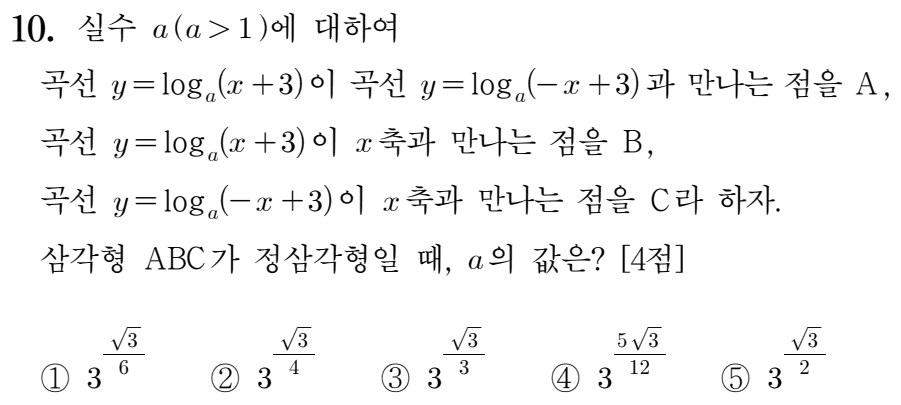 10. 실수 a(a>1)에 대하여
곡선 y=logₐ(x+3)이 곡선 y=logₐ(−x+3)과 만나는 점을 A,
곡선 y=logₐ(x+3)이 x축과 만나는 점을 B,
곡선 y=logₐ(−x+3)이 x축과 만나는 점을 C라 하자.
삼각형 ABC가 정삼각형일 때, a의 값은? [4점]
① 3^(√3/6) ② 3^(√3/4) ③ 3^(√3/3) ④ 3^(5√3/12) ⑤ 3^(√3/2)